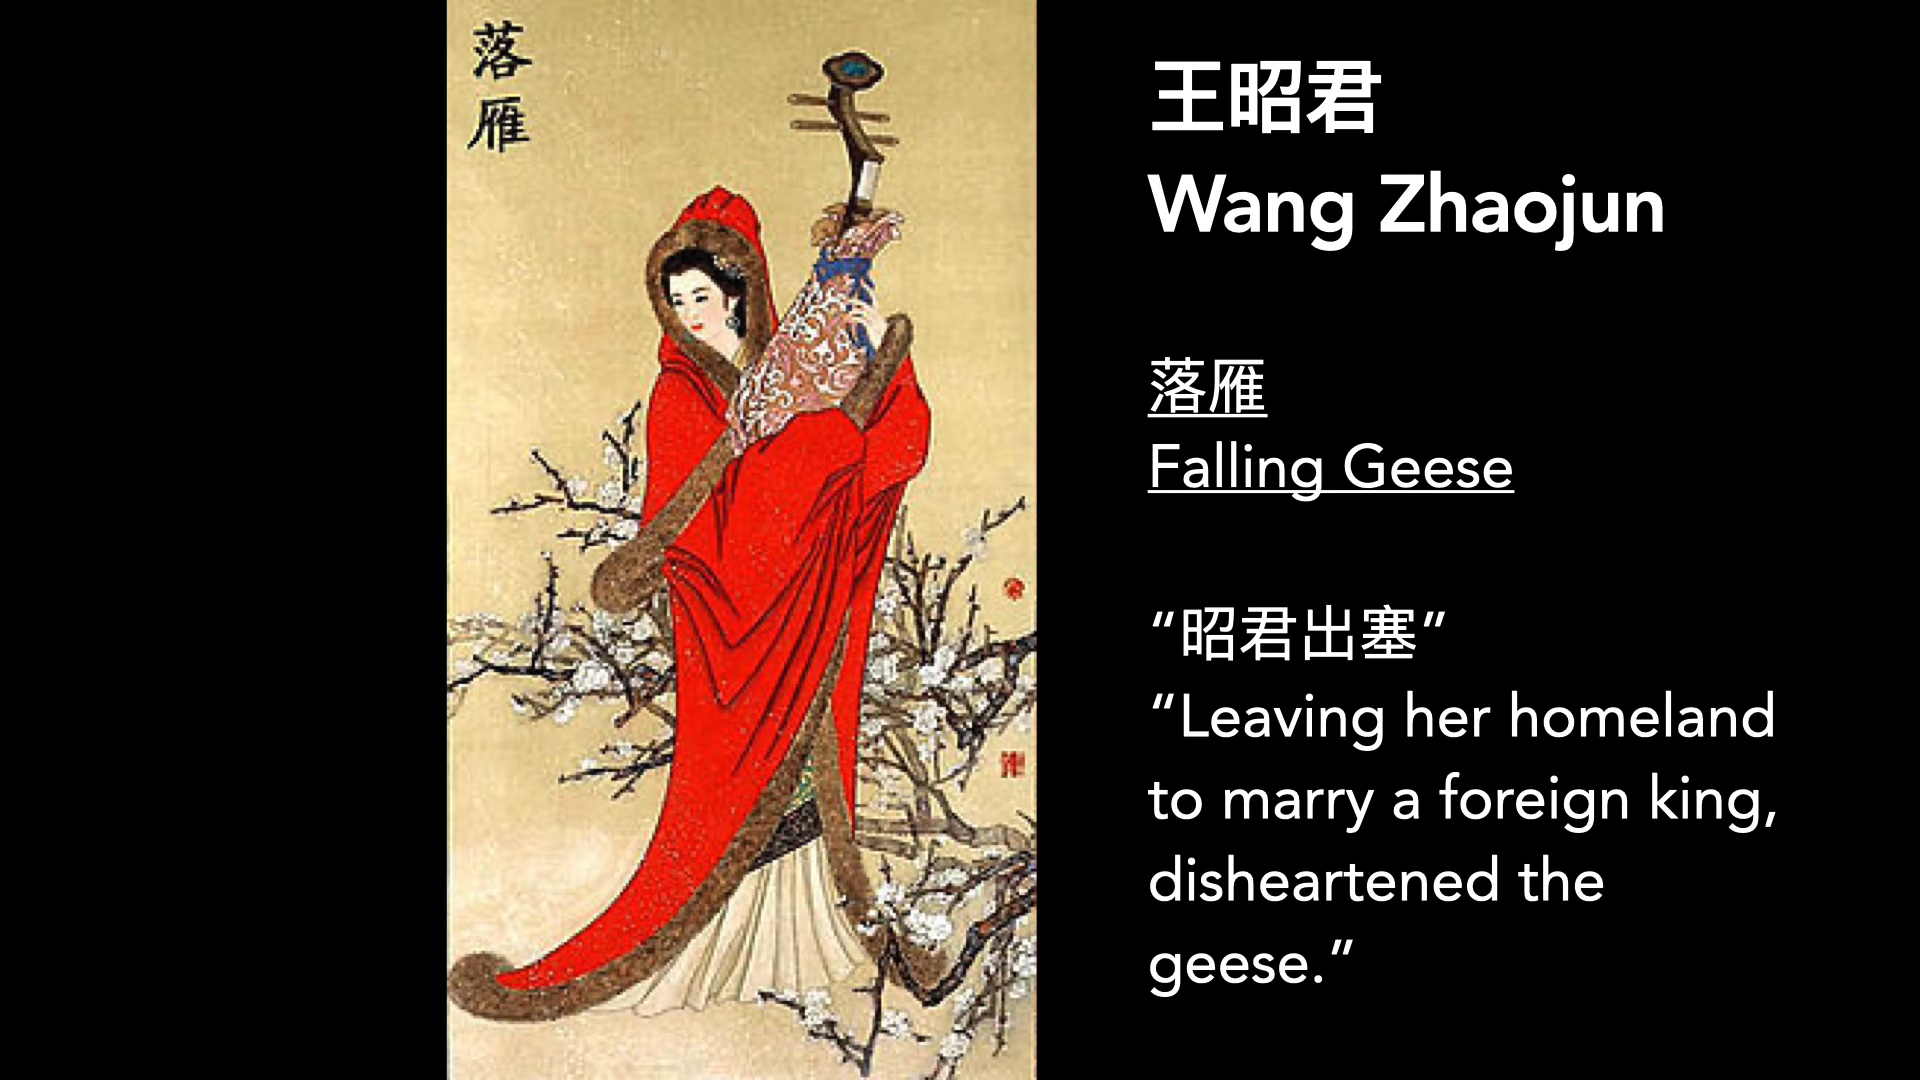 落
雁
王昭君
Wang Zhaojun
落雁
Falling Geese
“昭君出塞”
“Leaving her homeland
to marry a foreign king,
disheartened the
geese.”